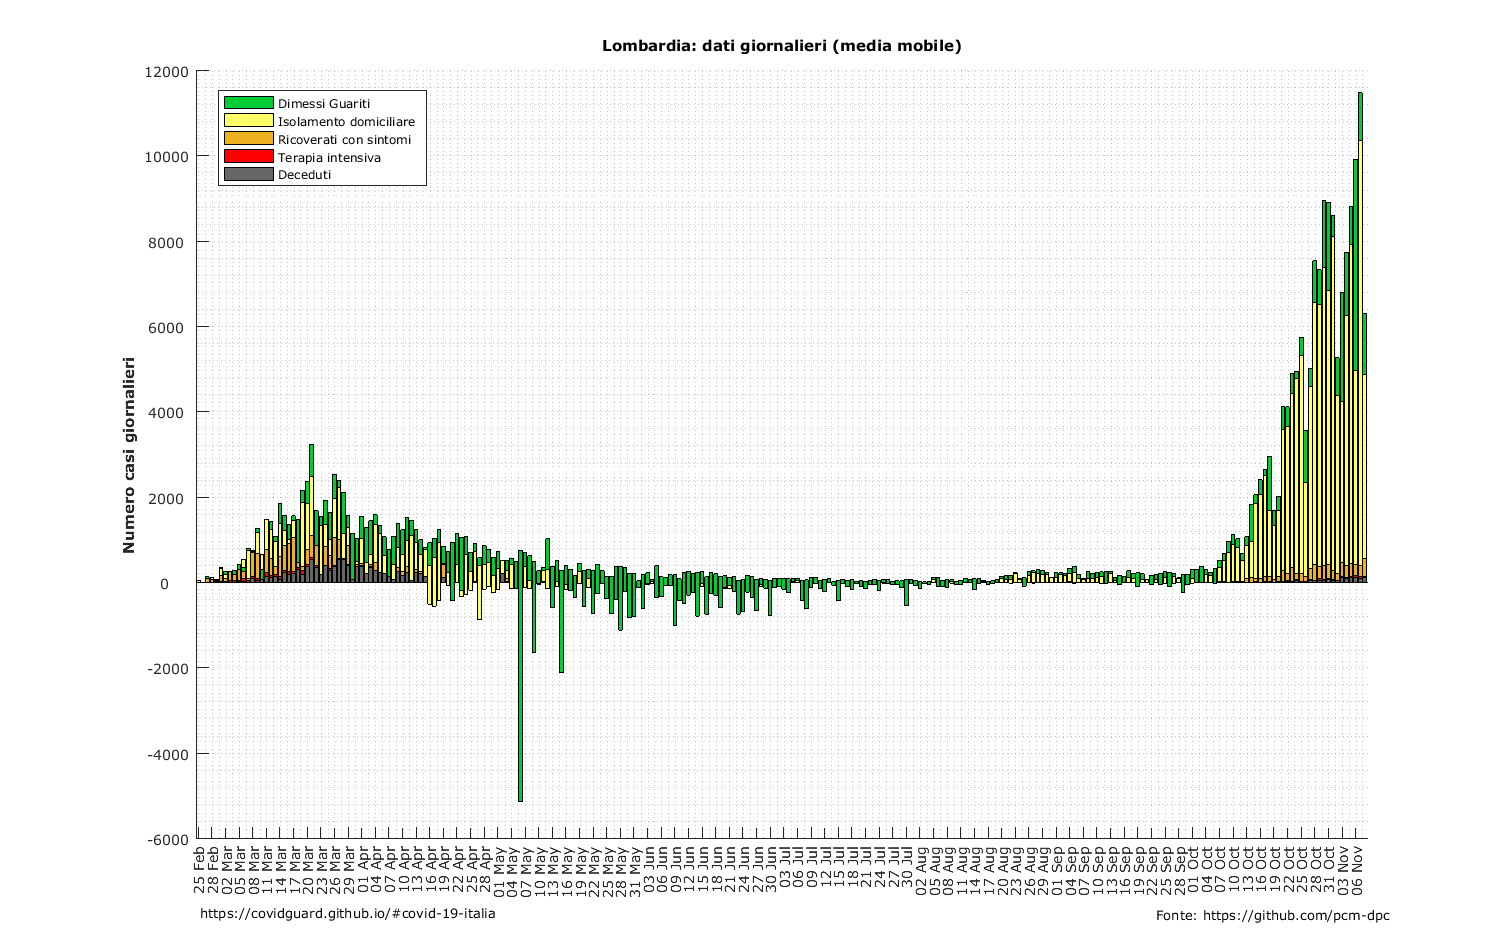 Lombardia: dati giornalieri (media mobile)
Numero casi giornalieri
12000
10000
8000
6000
4000
2000
0
-2000
-4000
-6000
Dimessi Guariti
Isolamento domiciliare
Ricoverati con sintomi
Terapia intensiva
Deceduti
25 Feb
28 Feb
02 Mar
05 Mar
08 Mar
11 Mar
14 Mar
17 Mar
20 Mar
23 Mar
26 Mar
29 Mar
01 Apr
04 Apr
07 Apr
10 Apr
13 Apr
16 Apr
19 Apr
22 Apr
25 Apr
28 Apr
01 May
04 May
07 May
10 May
13 May
16 May
19 May
22 May
25 May
28 May
31 May
03 Jun
06 Jun
09 Jun
12 Jun
15 Jun
18 Jun
21 Jun
24 Jun
27 Jun
30 Jun
03 Jul
06 Jul
09 Jul
12 Jul
15 Jul
18 Jul
21 Jul
24 Jul
27 Jul
30 Jul
02 Aug
05 Aug
08 Aug
11 Aug
14 Aug
17 Aug
20 Aug
23 Aug
26 Aug
29 Aug
01 Sep
04 Sep
07 Sep
10 Sep
13 Sep
16 Sep
19 Sep
22 Sep
25 Sep
28 Sep
01 Oct
04 Oct
07 Oct
10 Oct
13 Oct
16 Oct
19 Oct
22 Oct
25 Oct
28 Oct
31 Oct
03 Nov
06 Nov
https://covidguard.github.io/#covid-19-italia
Fonte: https://github.com/pcm-dpc